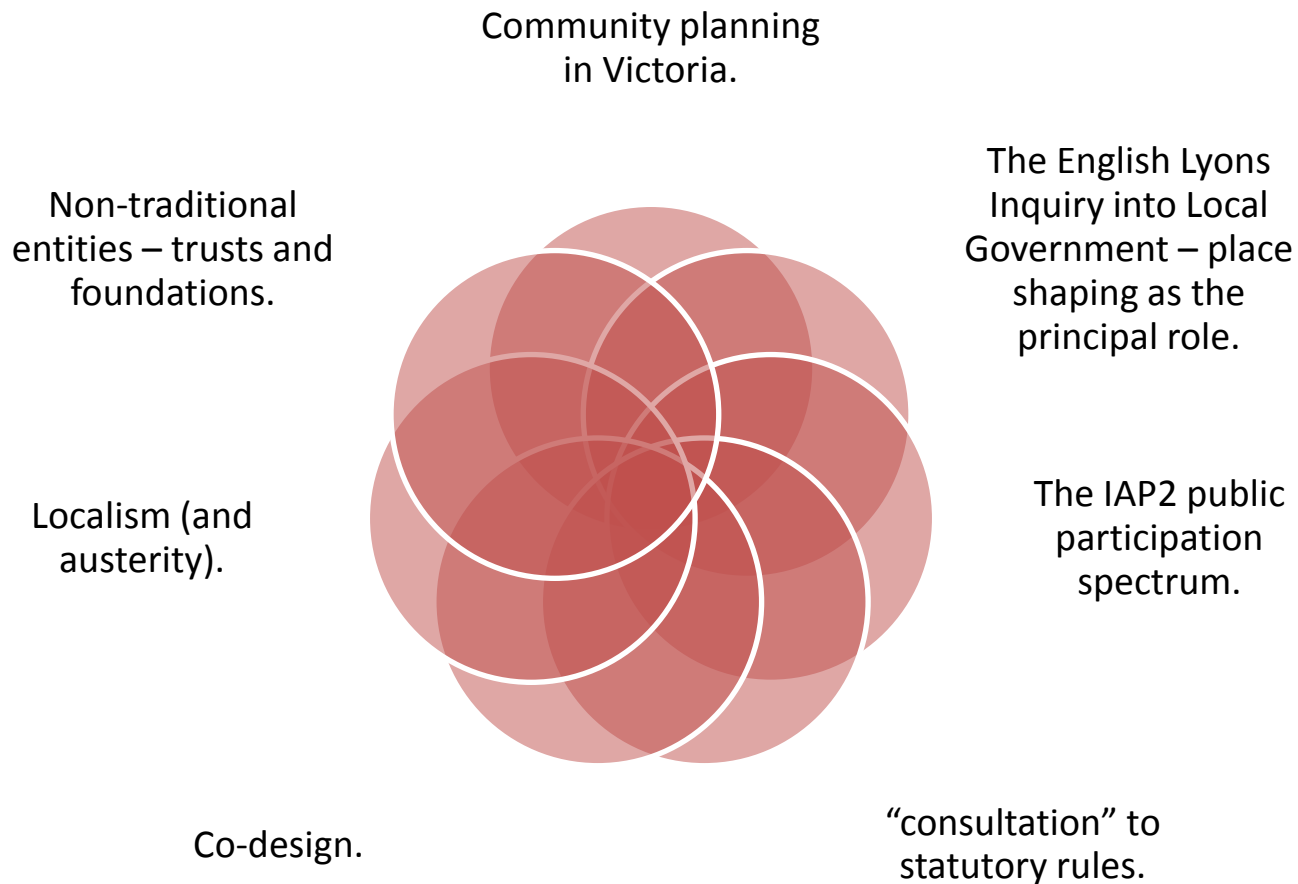 Community planning
in Victoria.
The English Lyons
Inquiry into Local
Government – place
shaping as the
principal role.
The IAP2 public
participation
spectrum.
“consultation” to
statutory rules.
Co-design.
Localism (and
austerity).
Non-traditional
entities – trusts and
foundations.